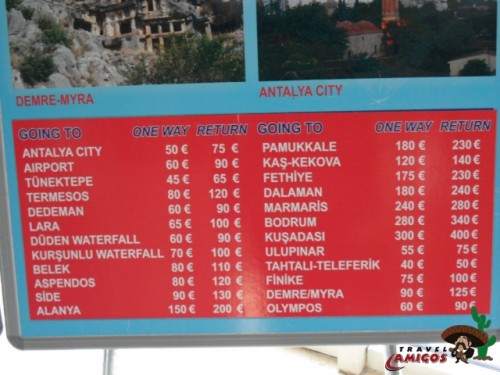 DEMRE-MYRA
ANTALYA CITY
GOING TO ONE WAY RETURN
ANTALYA CITY 50 € 75 €
AIRPORT 60 € 90 €
TÜNEKTEPE 45 € 65 €
TERMESOS 80 € 120 €
DEDEMAN 60 € 90 €
LARA 65 € 100 €
DÜDEN WATERFALL 60 € 90 €
KURŞUNLU WATERFALL 70 € 100 €
BELEK 80 € 110 €
ASPENDOS 80 € 120 €
SİDE 90 € 130 €
ALANYA 150 € 200 €
GOING TO ONE WAY RETURN
PAMUKKALE 180 € 230 €
KAŞ-KEKOVA 120 € 140 €
FETHİYE 175 € 230 €
DALAMAN 180 € 240 €
MARMARİS 240 € 280 €
BODRUM 280 € 340 €
KUŞADASI 300 € 400 €
ULUPINAR 55 € 75 €
TAHTALI-TELEFERİK 40 € 50 €
FİNİKE 75 € 100 €
DEMRE/MYRA 90 € 125 €
OLYMPOS 60 € 90 €
TRAVEL
AMIGOS